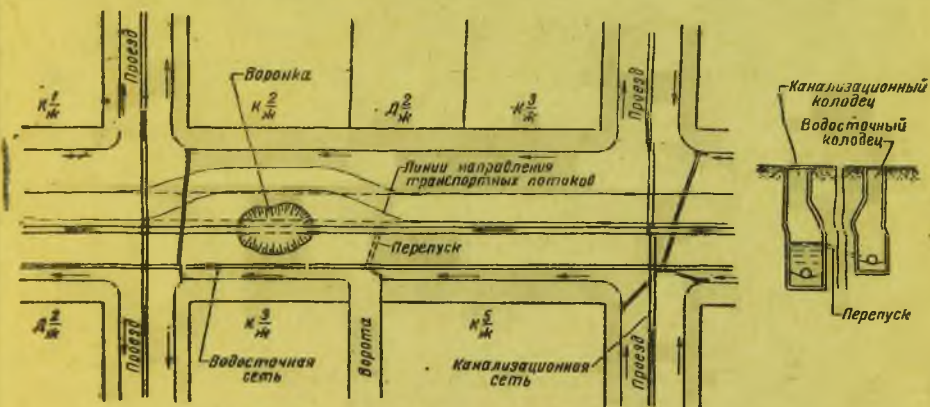 Проезд
Воронка
К 1/Ж
К 2/Ж
Д 2/Ж
К 3/Ж
Проезд
Линии направления
транспортных потоков
Перепуск
Канализационный
колодец
Водосточный
колодец
Перепуск
Д 2/Ж
Проезд
К 3/Ж
Водосточная
сеть
Ворота
К 5/Ж
Канализационная
сеть
Проезд